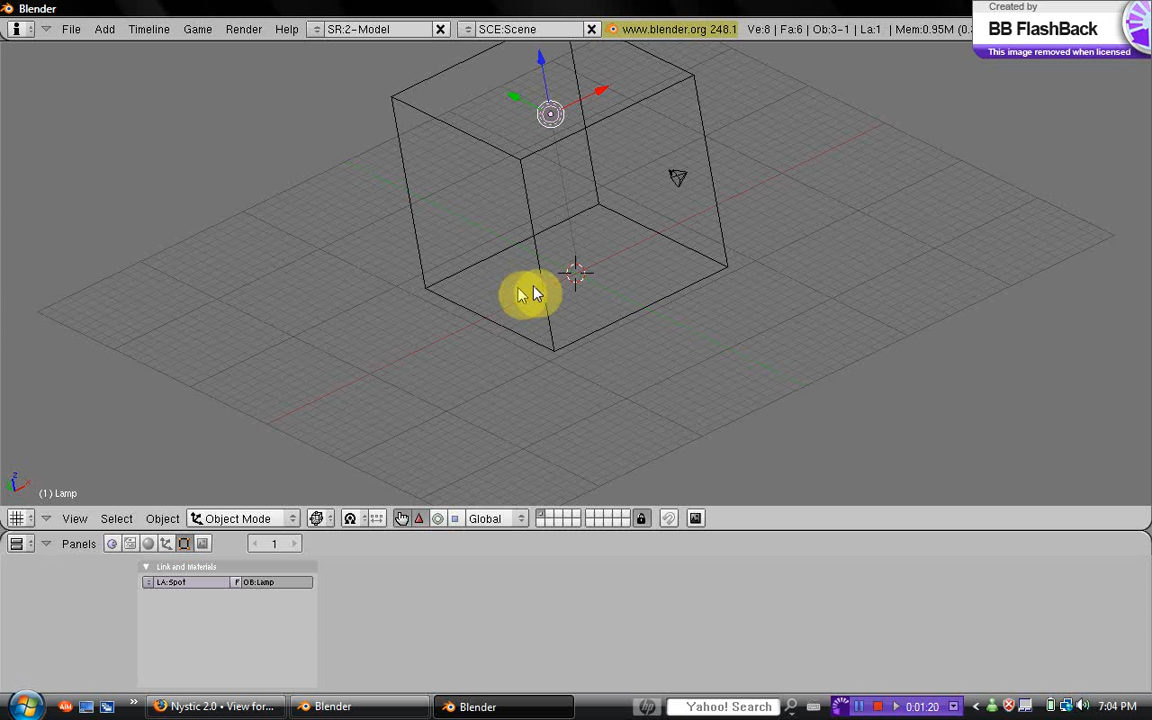 Blender
Created by
BB FlashBack
This image removed when licensed
File Add Timeline Game Render Help SR:2-Model SCE:Scene www.blender.org 248.1 Ve:8 | Fa:6 | Ob:3-1 | La:1 | Mem:0.95M
z
(1) Lamp
View Select Object Object Mode Global
Panels 1
Link and Materials
LA:Spot F OB:Lamp
Nystic 2.0 • View for... Blender Blender hp Yahoo! Search 0:01:20 7:04 PM